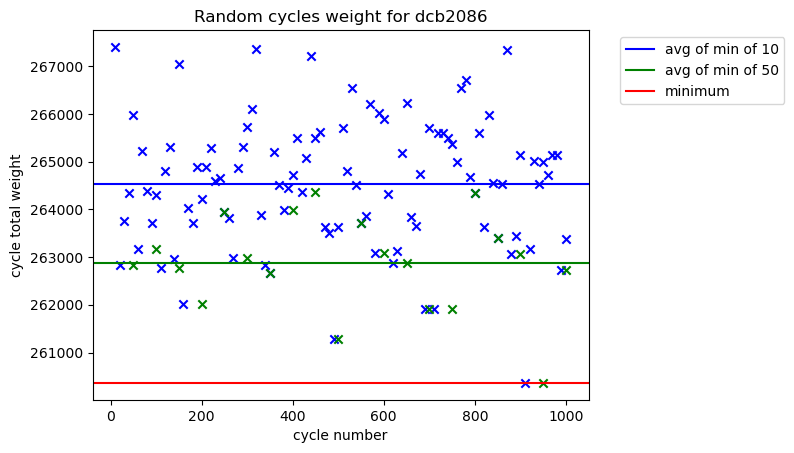 Random cycles weight for dcb2086
avg of min of 10
avg of min of 50
minimum
cycle total weight
267000
266000
265000
264000
263000
262000
261000
0 200 400 600 800 1000
cycle number